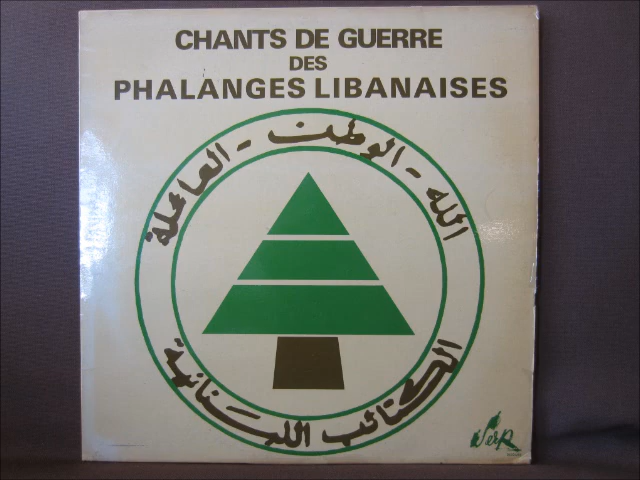 CHANTS DE GUERRE
DES
PHALANGES LIBANAISES
الله - الوطن - العائلة
الكتائب اللبنانية